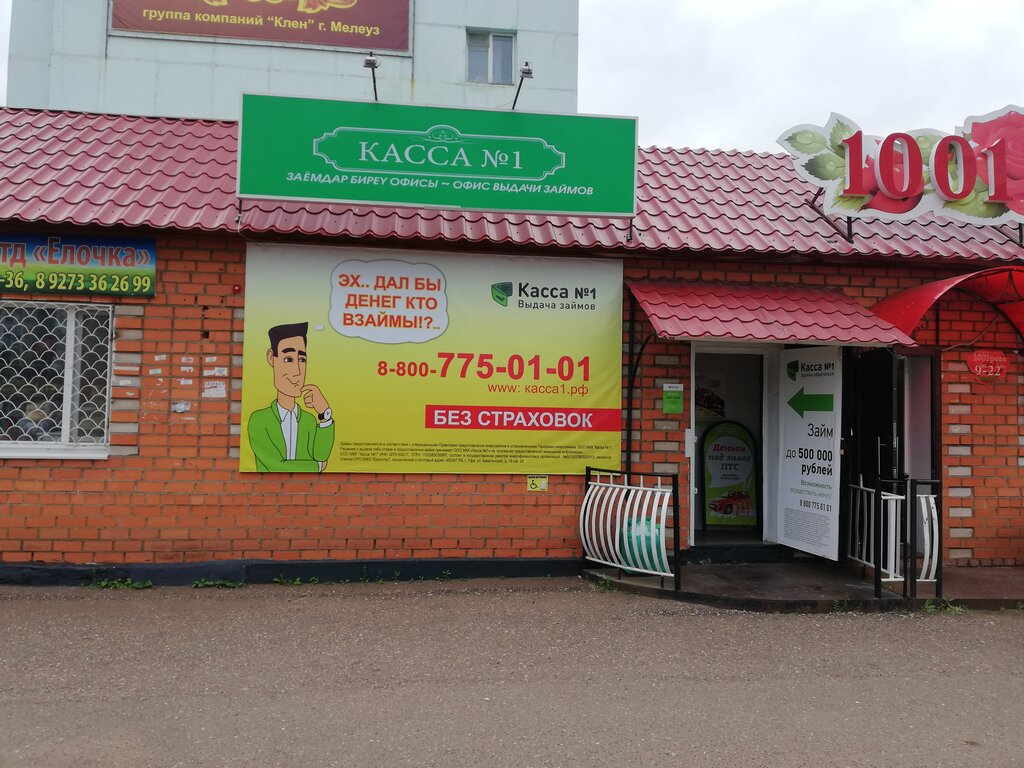 группа компаний "Клен" г. Мелеуз
КАССА №1
ЗАЁМДАР БИРЕҮ ОФИСЫ ~ ОФИС ВЫДАЧИ ЗАЙМОВ
1001
тд «Елочка»
-36, 8 9273 36 26 99
ЭХ.. ДАЛ БЫ
ДЕНЕГ КТО
ВЗАЙМЫ!?...
Касса №1
Выдача займов
8-800-775-01-01
www: касса1.рф
БЕЗ СТРАХОВОК
Касса №1
Займ
до 500 000
рублей
Возможность
осуществить мечту
8 800 775 01 01
Деньги
под залог
ПТС
9-22